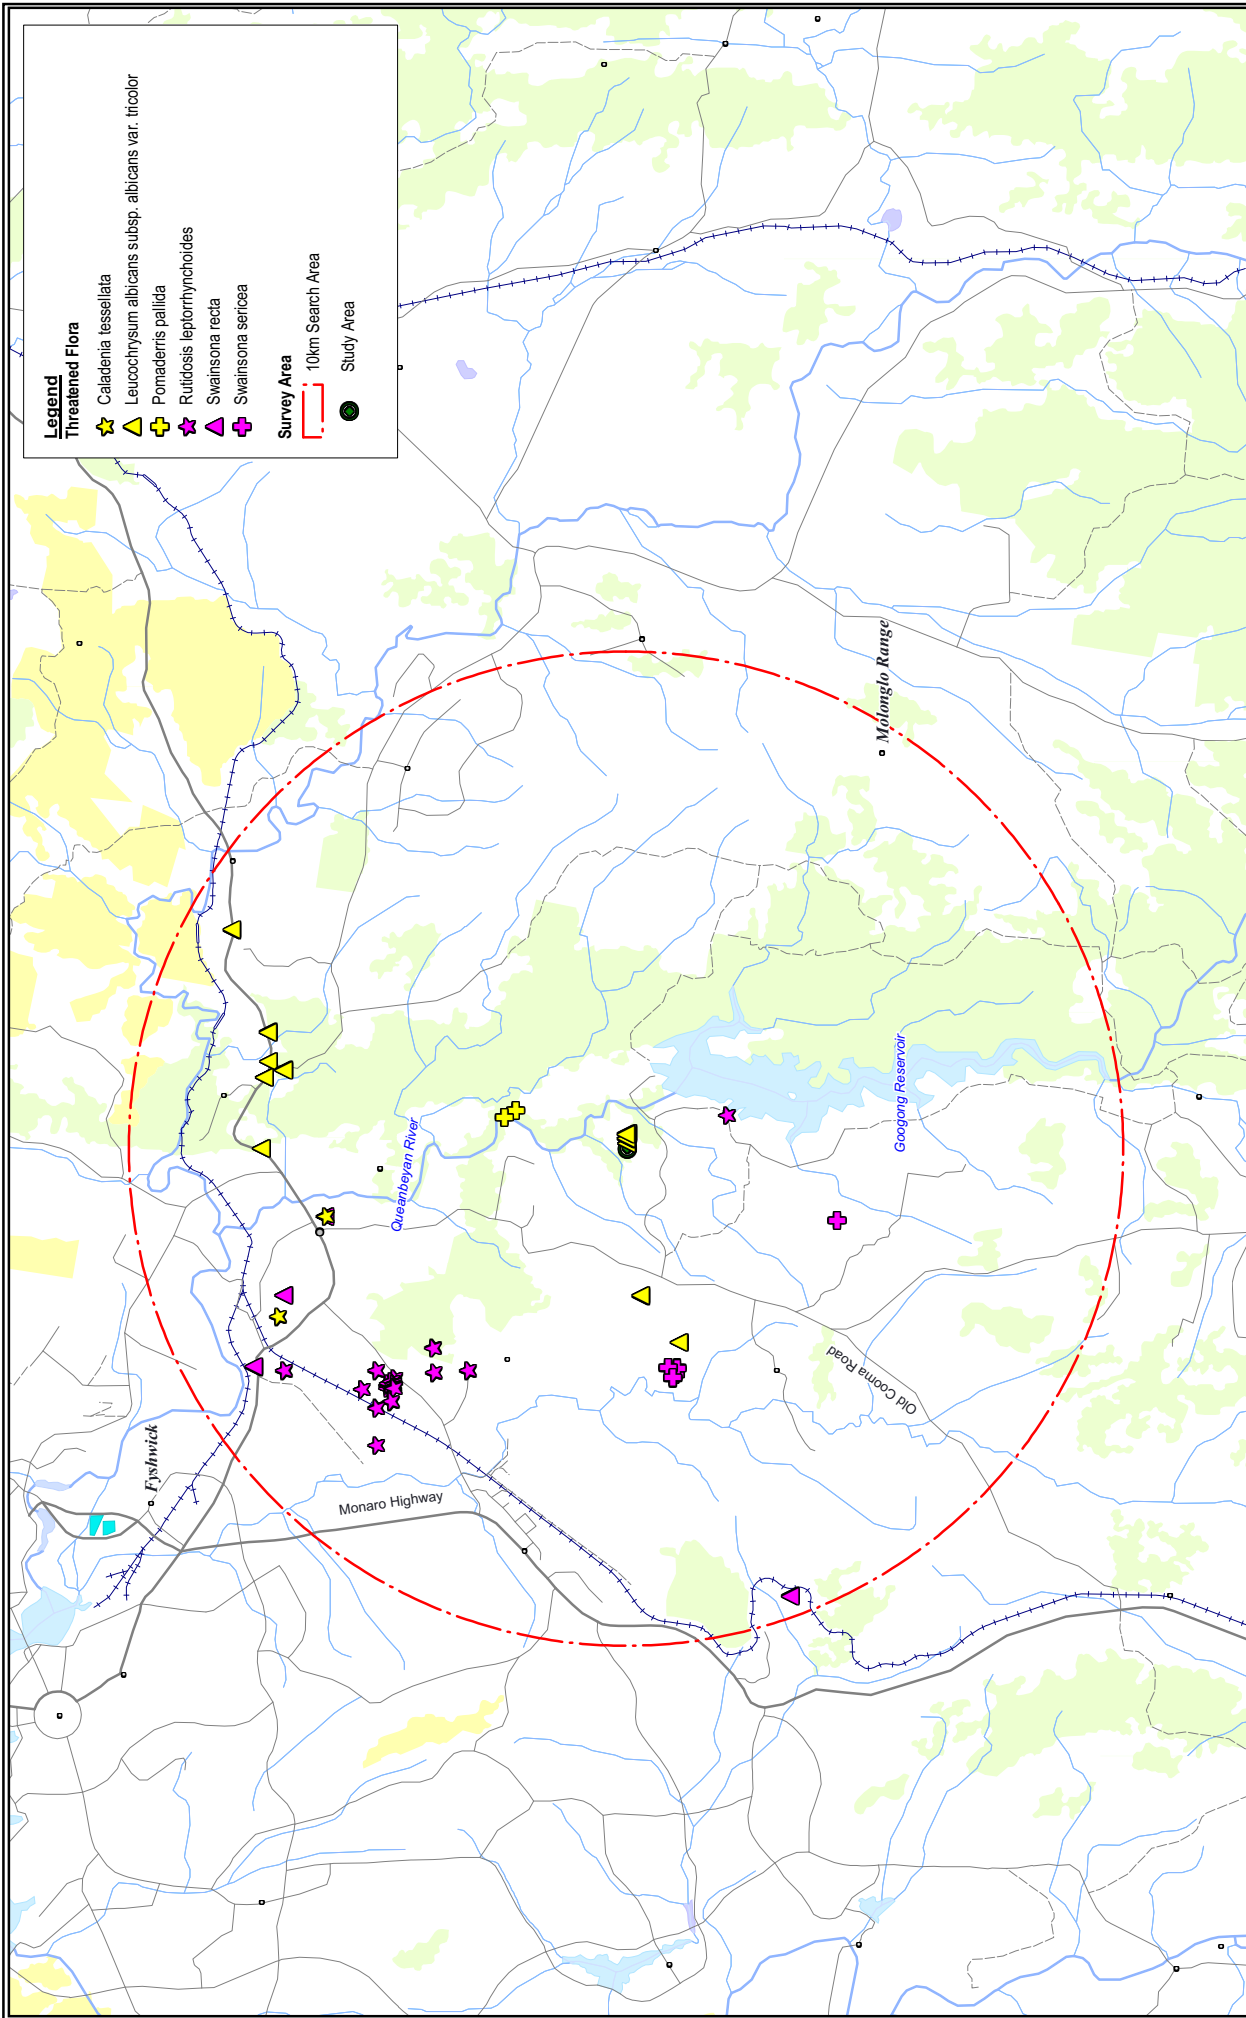 Legend
Threatened Flora
Caladenia tessellata
Leucochrysum albicans subsp. albicans var. tricolor
Pomaderris pallida
Rutidosis leptorrhynchoides
Swainsona recta
Swainsona sericea
Survey Area
10km Search Area
Study Area
Fyshwick
Monaro Highway
Queanbeyan River
Old Cooma Road
Googong Reservoir
Molonglo Range